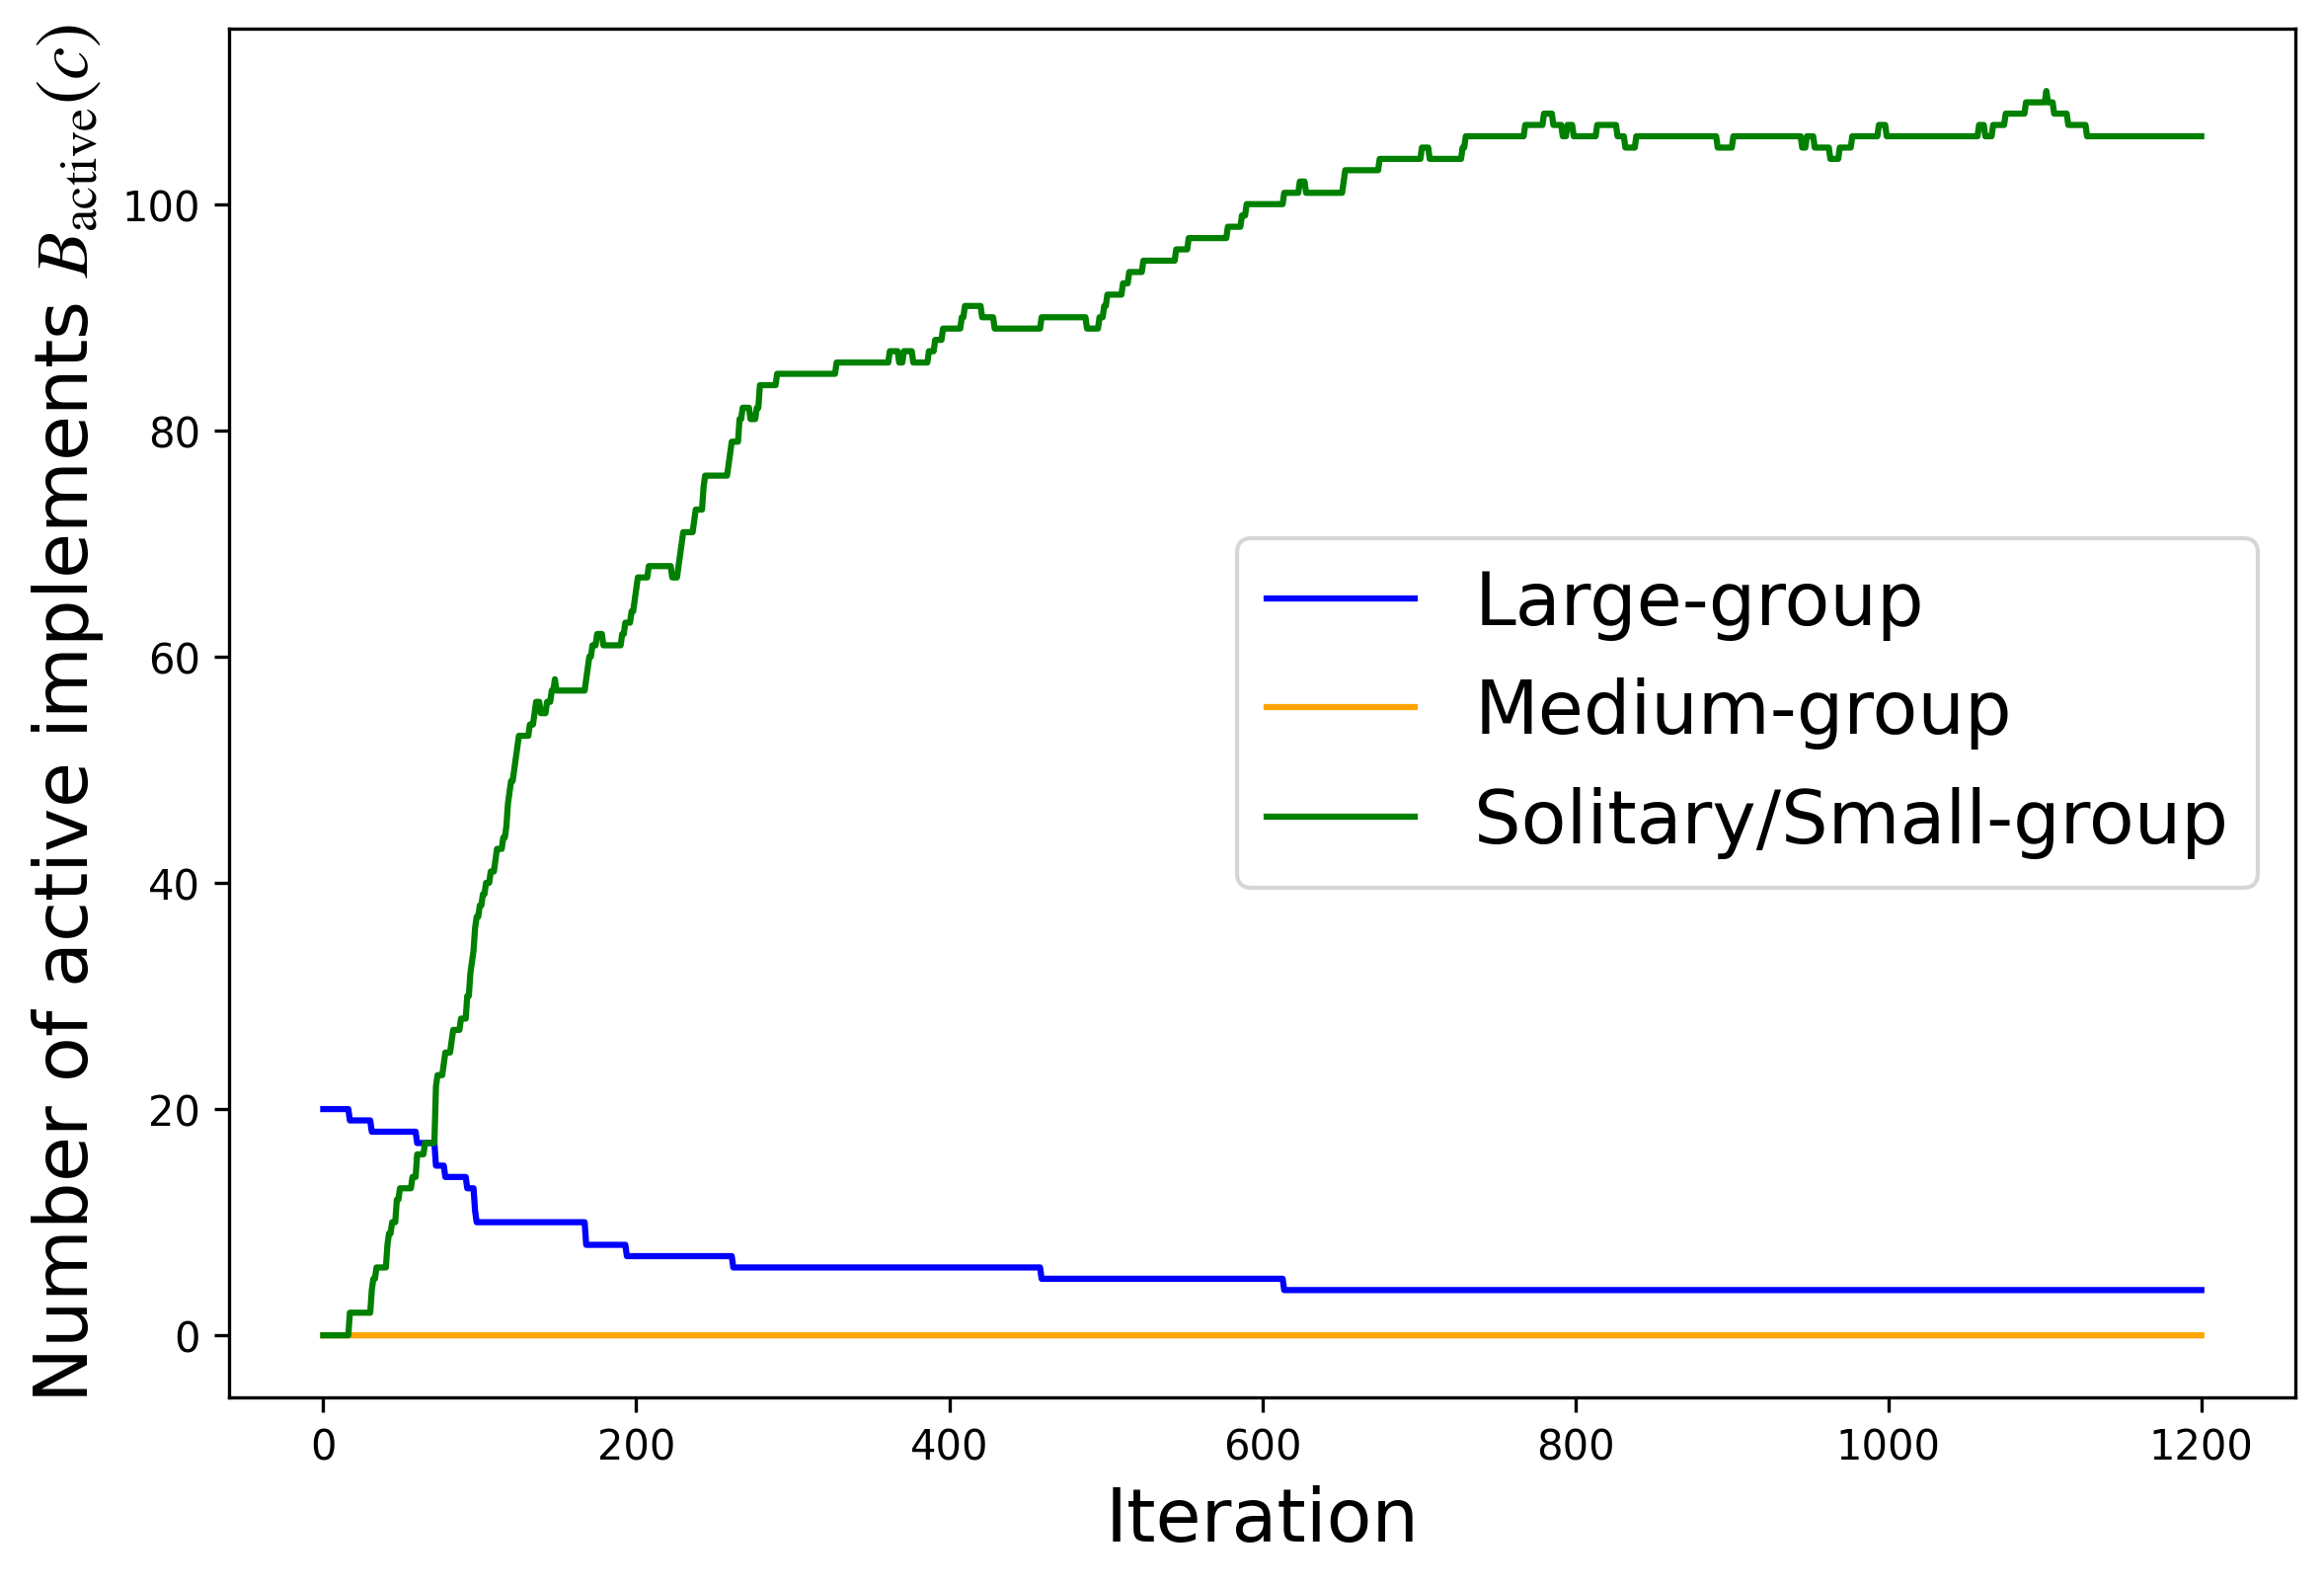 Number of active implements B_active(c)
100
80
60
40
20
0
Large-group
Medium-group
Solitary/Small-group
0 200 400 600 800 1000 1200
Iteration